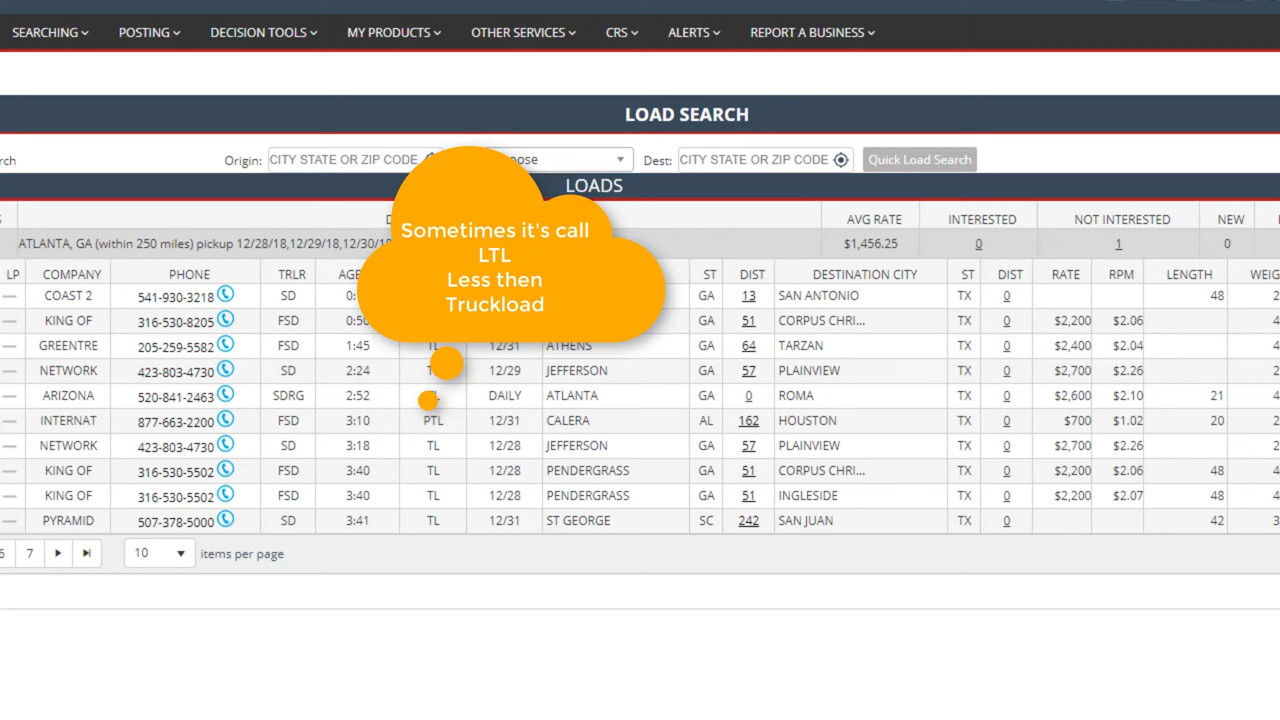 SEARCHING POSTING DECISION TOOLS MY PRODUCTS OTHER SERVICES CRS ALERTS REPORT A BUSINESS
LOAD SEARCH
Origin: CITY STATE OR ZIP CODE Dest: CITY STATE OR ZIP CODE Quick Load Search
LOADS
AVG RATE INTERESTED NOT INTERESTED NEW
ATLANTA, GA (within 250 miles) pickup 12/28/18,12/29/18,12/30/18 $1,456.25 0 1 0
Sometimes it's call
LTL
Less then
Truckload
LP COMPANY PHONE TRLR AGE ST DIST DESTINATION CITY ST DIST RATE RPM LENGTH
COAST 2 541-930-3218 SD GA 13 SAN ANTONIO TX 0 48
KING OF 316-530-8205 FSD GA 51 CORPUS CHRI... TX 0 $2,200 $2.06
GREENTRE 205-259-5582 FSD 1:45 TL 12/31 ATHENS GA 64 TARZAN TX 0 $2,400 $2.04
NETWORK 423-803-4730 SD 2:24 12/29 JEFFERSON GA 57 PLAINVIEW TX 0 $2,700 $2.26
ARIZONA 520-841-2463 SDRG 2:52 DAILY ATLANTA GA 0 ROMA TX 0 $2,600 $2.10 21
INTERNAT 877-663-2200 FSD 3:10 PTL 12/31 CALERA AL 162 HOUSTON TX 0 $700 $1.02 20
NETWORK 423-803-4730 SD 3:18 TL 12/28 JEFFERSON GA 57 PLAINVIEW TX 0 $2,700 $2.26
KING OF 316-530-5502 FSD 3:40 TL 12/28 PENDERGRASS GA 51 CORPUS CHRI... TX 0 $2,200 $2.06 48
KING OF 316-530-5502 FSD 3:40 TL 12/28 PENDERGRASS GA 51 INGLESIDE TX 0 $2,200 $2.07 48
PYRAMID 507-378-5000 SD 3:41 TL 12/31 ST GEORGE SC 242 SAN JUAN TX 0 42
7 10 items per page